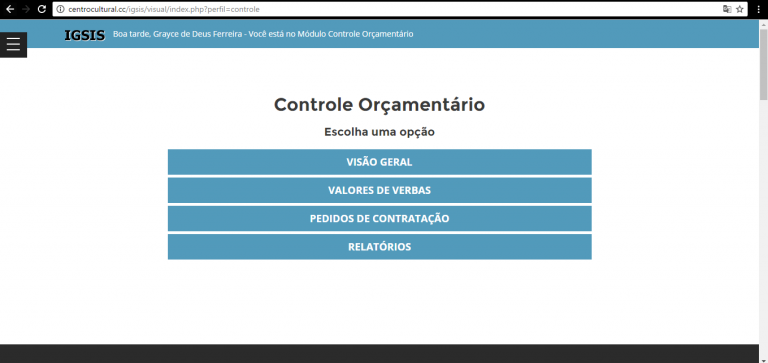 centrocultural.cc/igsis/visual/index.php?perfil=controle
IGSIS Boa tarde, Grayce de Deus Ferreira - Você está no Módulo Controle Orçamentário
Controle Orçamentário
Escolha uma opção
VISÃO GERAL
VALORES DE VERBAS
PEDIDOS DE CONTRATAÇÃO
RELATÓRIOS